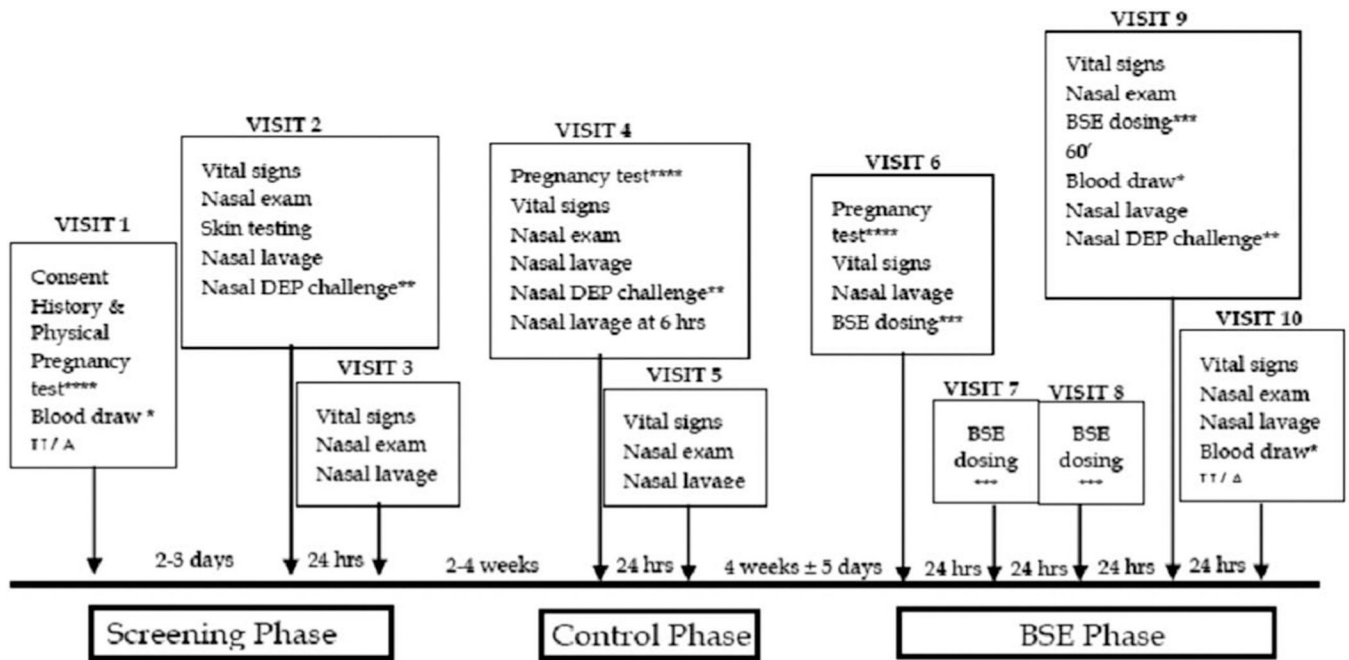 VISIT 1
Consent
History &
Physical
Pregnancy
test****
Blood draw *
VISIT 2
Vital signs
Nasal exam
Skin testing
Nasal lavage
Nasal DEP challenge**
VISIT 3
Vital signs
Nasal exam
Nasal lavage
VISIT 4
Pregnancy test****
Vital signs
Nasal exam
Nasal lavage
Nasal DEP challenge**
Nasal lavage at 6 hrs
VISIT 5
Vital signs
Nasal exam
Nasal lavage
VISIT 6
Pregnancy
test****
Vital signs
Nasal lavage
BSE dosing***
VISIT 7
BSE
dosing
***
VISIT 8
BSE
dosing
***
VISIT 9
Vital signs
Nasal exam
BSE dosing***
60′
Blood draw*
Nasal lavage
Nasal DEP challenge**
VISIT 10
Vital signs
Nasal exam
Nasal lavage
Blood draw*
2-3 days
24 hrs
2-4 weeks
24 hrs
4 weeks ± 5 days
24 hrs
24 hrs
24 hrs
24 hrs
Screening Phase
Control Phase
BSE Phase